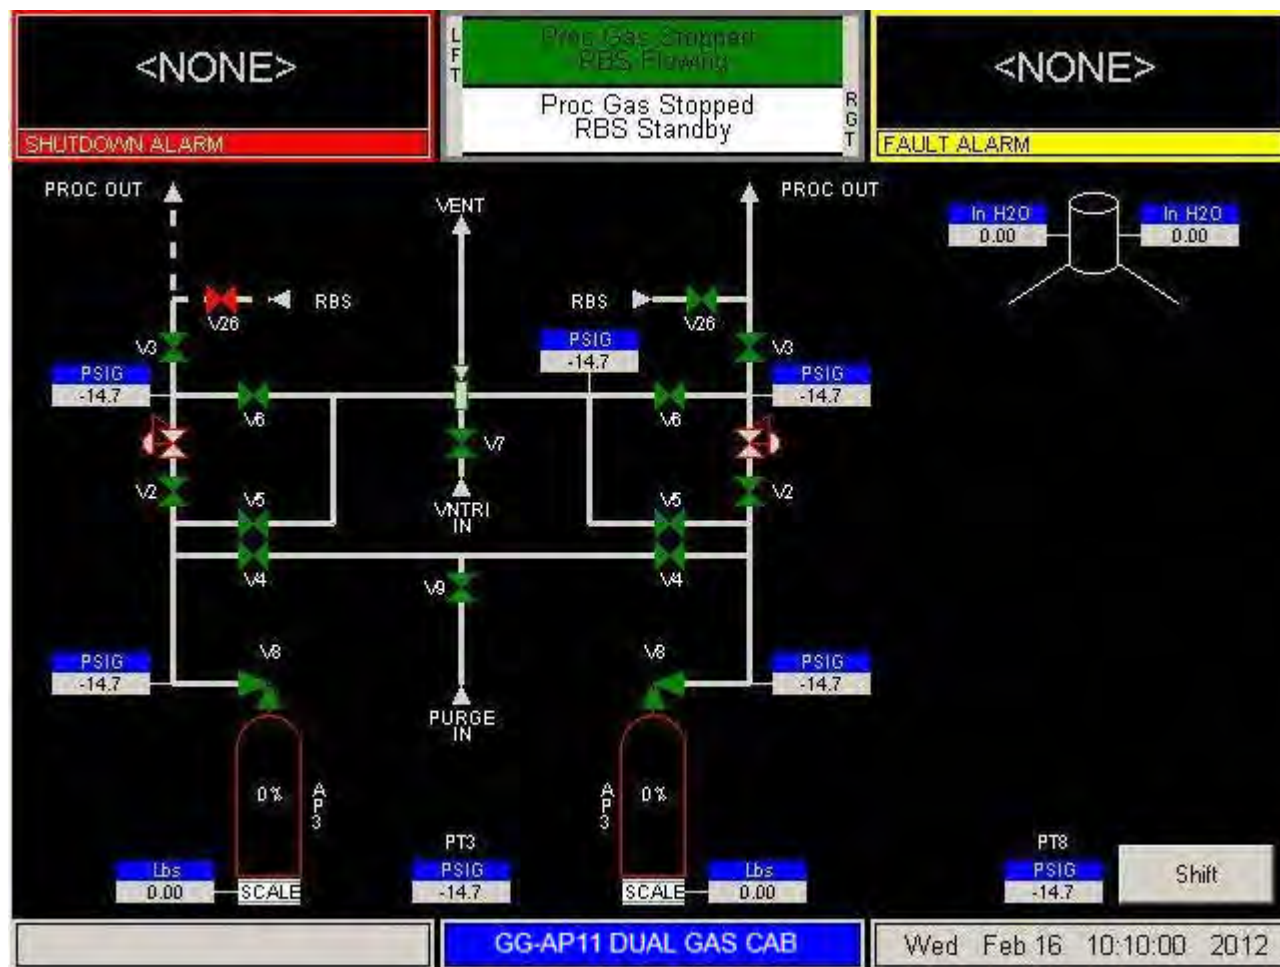 <NONE>
SHUTDOWN ALARM
LFT
Proc Gas Stopped
RBS Flowing
Proc Gas Stopped
RBS Standby
RGT
<NONE>
FAULT ALARM
PROC OUT
VENT
PROC OUT
In H2O
0.00
In H2O
0.00
RBS
V26
RBS
V26
V3
PSIG
-14.7
V3
PSIG
-14.7
PSIG
-14.7
V6
V6
V7
V2
V5
VNTRI
IN
V5
V2
V4
V4
V9
V8
V8
PSIG
-14.7
PSIG
-14.7
PURGE
IN
0%
AP3
AP3
0%
PT3
PT8
Lbs
0.00
SCALE
PSIG
-14.7
SCALE
Lbs
0.00
PSIG
-14.7
Shift
GG-AP11 DUAL GAS CAB
Wed Feb 16 10:10:00 2012